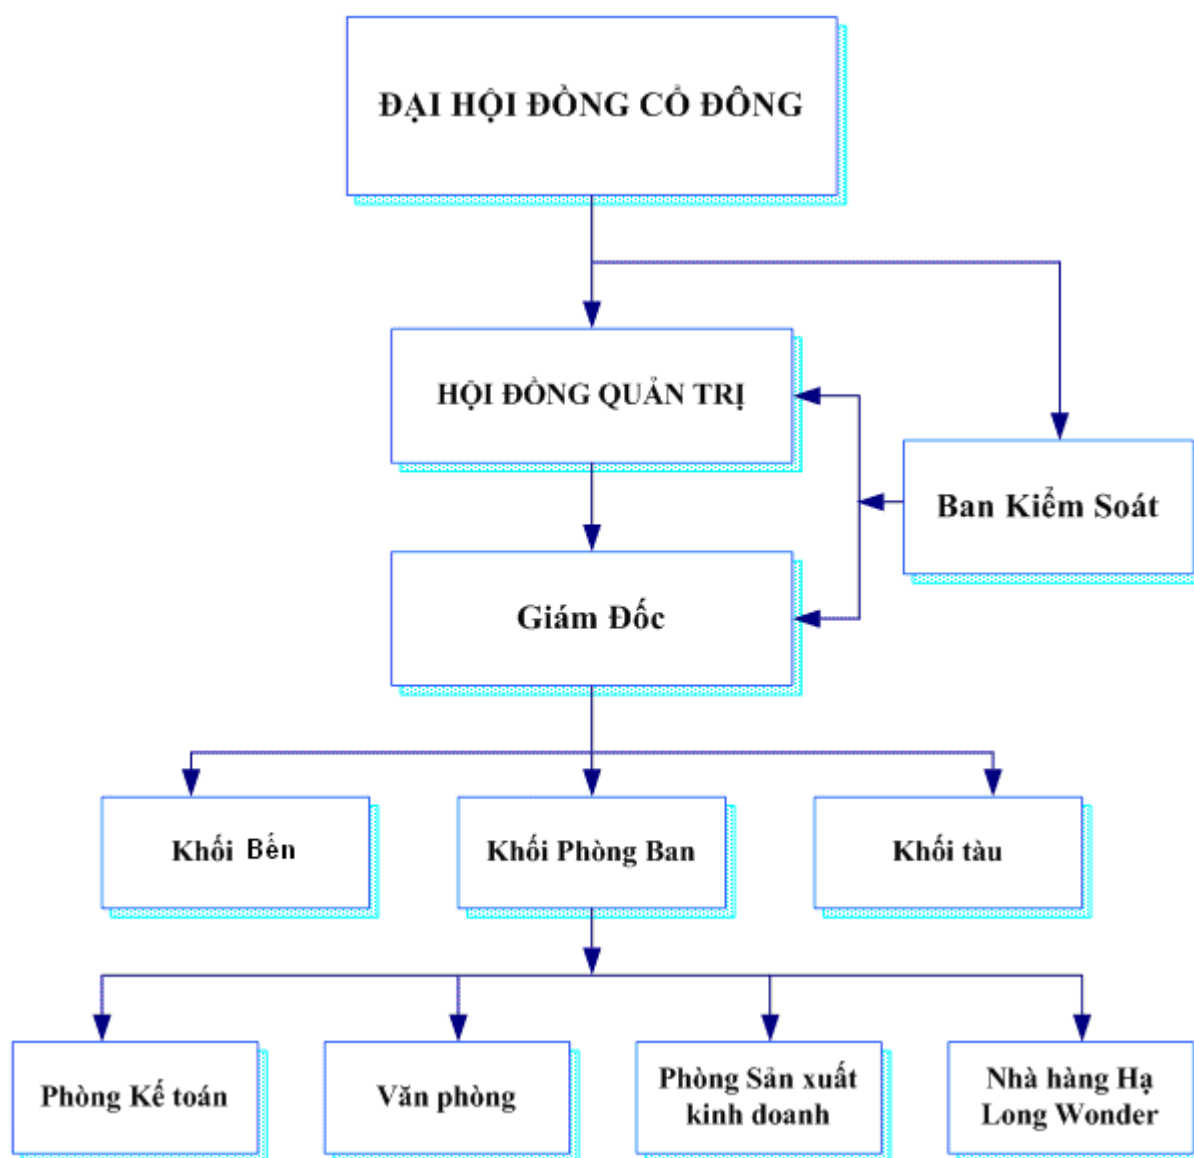 ĐẠI HỘI ĐỒNG CỔ ĐÔNG
HỘI ĐỒNG QUẢN TRỊ
Ban Kiểm Soát
Giám Đốc
Khối Bến
Khối Phòng Ban
Khối tàu
Phòng Kế toán
Văn phòng
Phòng Sản xuất
kinh doanh
Nhà hàng Hạ
Long Wonder